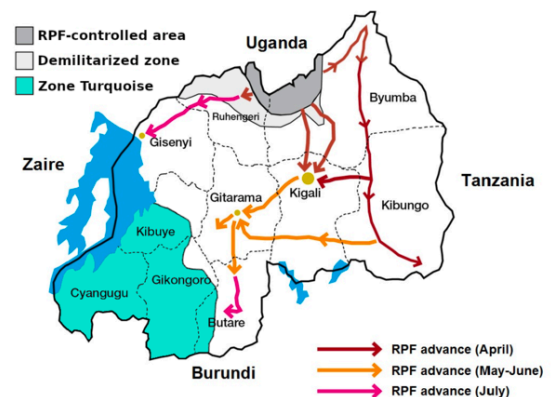 RPF-controlled area
Demilitarized zone
Zone Turquoise
Uganda
Byumba
Ruhengeri
Gisenyi
Zaire
Tanzania
Kigali
Gitarama
Kibungo
Kibuye
Gikongoro
Cyangugu
Butare
Burundi
RPF advance (April)
RPF advance (May-June)
RPF advance (July)